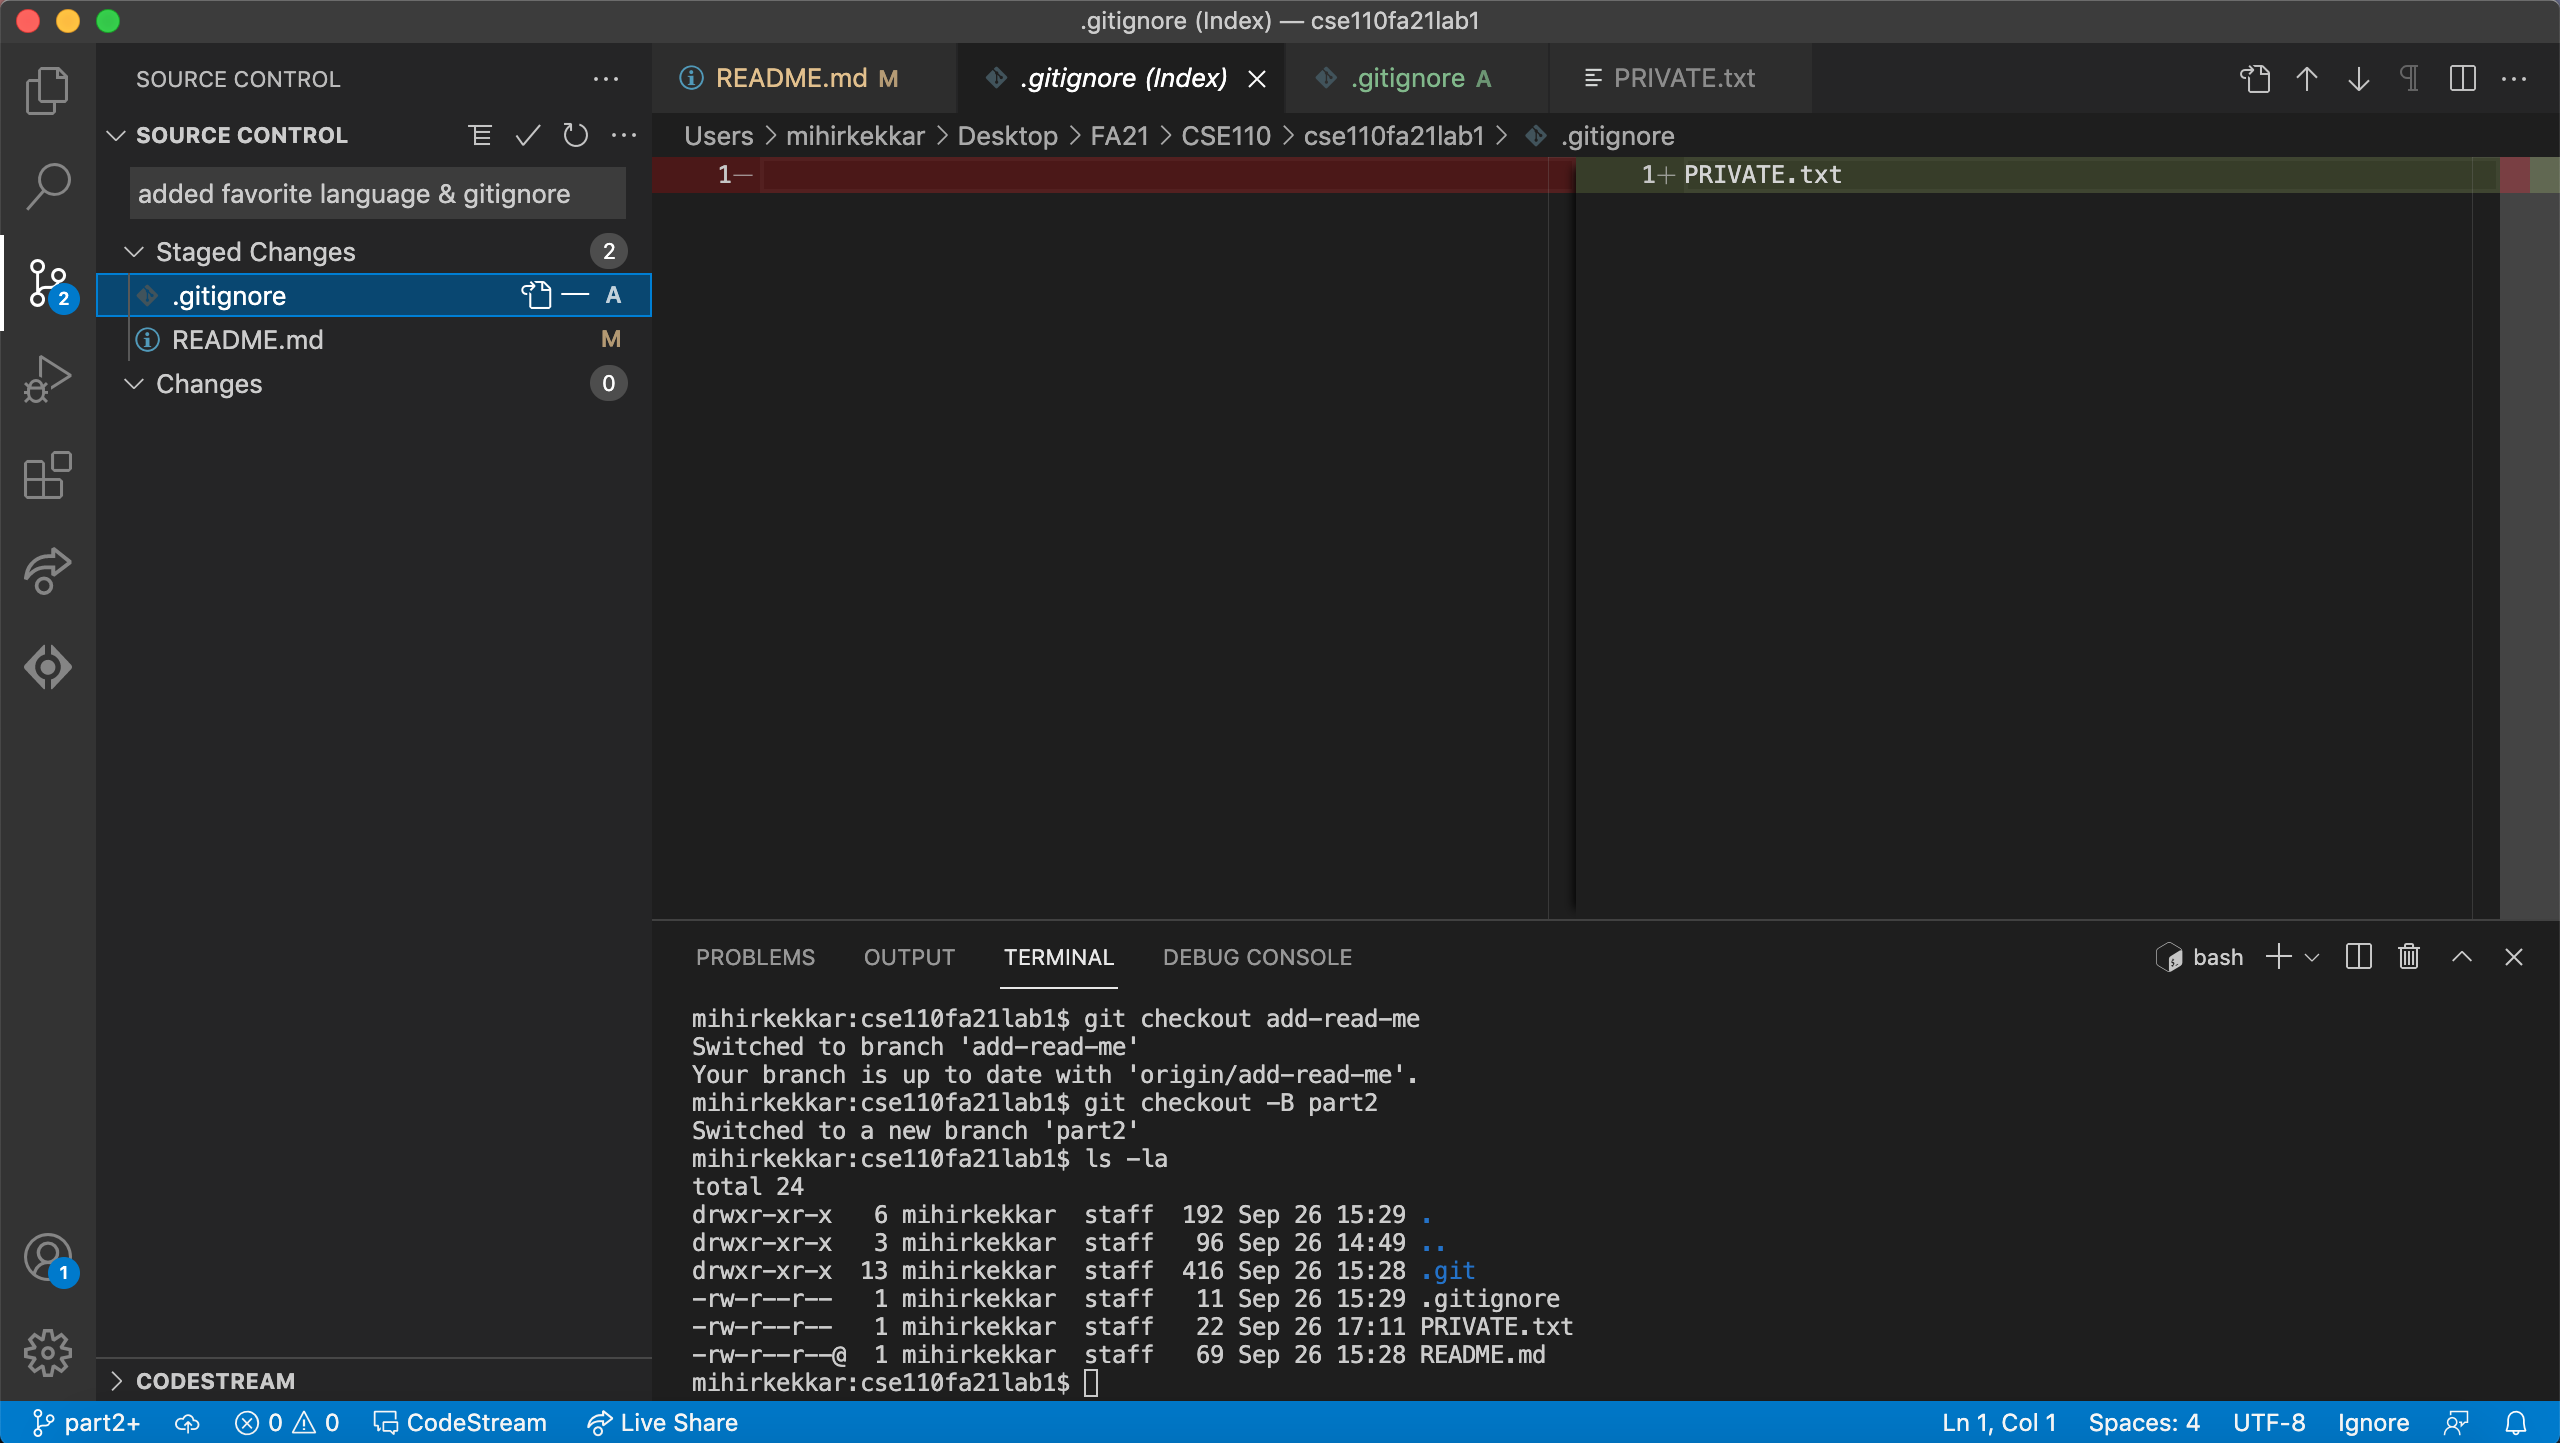 .gitignore (Index) — cse110fa21lab1
SOURCE CONTROL
README.md M
.gitignore (Index)
.gitignore A
PRIVATE.txt
SOURCE CONTROL
Users > mihirkekkar > Desktop > FA21 > CSE110 > cse110fa21lab1 > .gitignore
added favorite language & gitignore
Staged Changes 2
.gitignore A
README.md M
Changes 0
2
1
1−
1+ PRIVATE.txt
PROBLEMS OUTPUT TERMINAL DEBUG CONSOLE
bash
mihirkekkar:cse110fa21lab1$ git checkout add-read-me
Switched to branch 'add-read-me'
Your branch is up to date with 'origin/add-read-me'.
mihirkekkar:cse110fa21lab1$ git checkout -B part2
Switched to a new branch 'part2'
mihirkekkar:cse110fa21lab1$ ls -la
total 24
drwxr-xr-x   6 mihirkekkar  staff  192 Sep 26 15:29 .
drwxr-xr-x   3 mihirkekkar  staff   96 Sep 26 14:49 ..
drwxr-xr-x  13 mihirkekkar  staff  416 Sep 26 15:28 .git
-rw-r--r--   1 mihirkekkar  staff   11 Sep 26 15:29 .gitignore
-rw-r--r--   1 mihirkekkar  staff   22 Sep 26 17:11 PRIVATE.txt
-rw-r--r--@  1 mihirkekkar  staff   69 Sep 26 15:28 README.md
mihirkekkar:cse110fa21lab1$
CODESTREAM
part2+ 0 0 CodeStream Live Share Ln 1, Col 1 Spaces: 4 UTF-8 Ignore